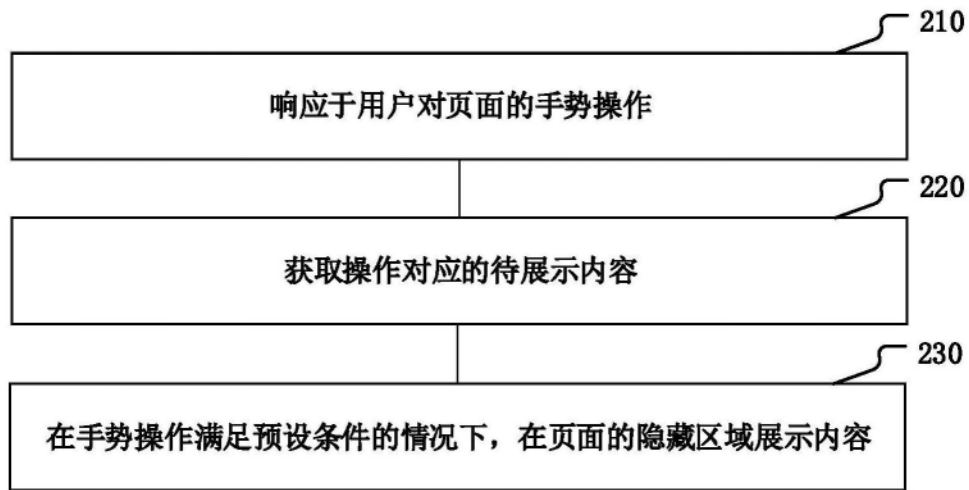 210
响应于用户对页面的手势操作
220
获取操作对应的待展示内容
230
在手势操作满足预设条件的情况下，在页面的隐藏区域展示内容